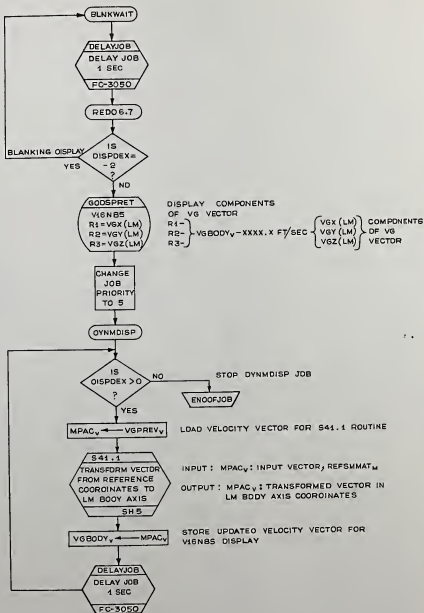 BLNKWAIT
DELAYJOB
DELAY JOB
1 SEC
FC-3050
REDO6.7
IS
DISPDEX=
-2
?
BLANKING DISPLAY
YES
NO
GODSPRET
V16N85
R1=VGX(LM)
R2=VGY(LM)
R3=VGZ(LM)
DISPLAY COMPONENTS
OF VG VECTOR
R1-
R2-
R3-
VGBODYv-XXXX.X FT/SEC
VGX(LM)
VGY(LM)
VGZ(LM)
COMPONENTS
OF VG
VECTOR
CHANGE
JOB
PRIORITY
TO 5
DYNMDISP
IS
DISPDEX>0
?
NO
STOP DYNMDISP JOB
ENDOFJOB
YES
MPACv ← VGPREVv
LOAD VELOCITY VECTOR FOR S41.1 ROUTINE
S41.1
TRANSFORM VECTOR
FROM REFERENCE
COORINATES TO
LM BODY AXIS
SH.5
INPUT: MPACv: INPUT VECTOR, REFSMMATM
OUTPUT: MPACv: TRANSFORMED VECTOR IN
LM BODY AXIS COORDINATES
VGBODYv ← MPACv
STORE UPDATED VELOCITY VECTOR FOR
V16N85 DISPLAY
DELAYJOB
DELAY JOB
1 SEC
FC-3050